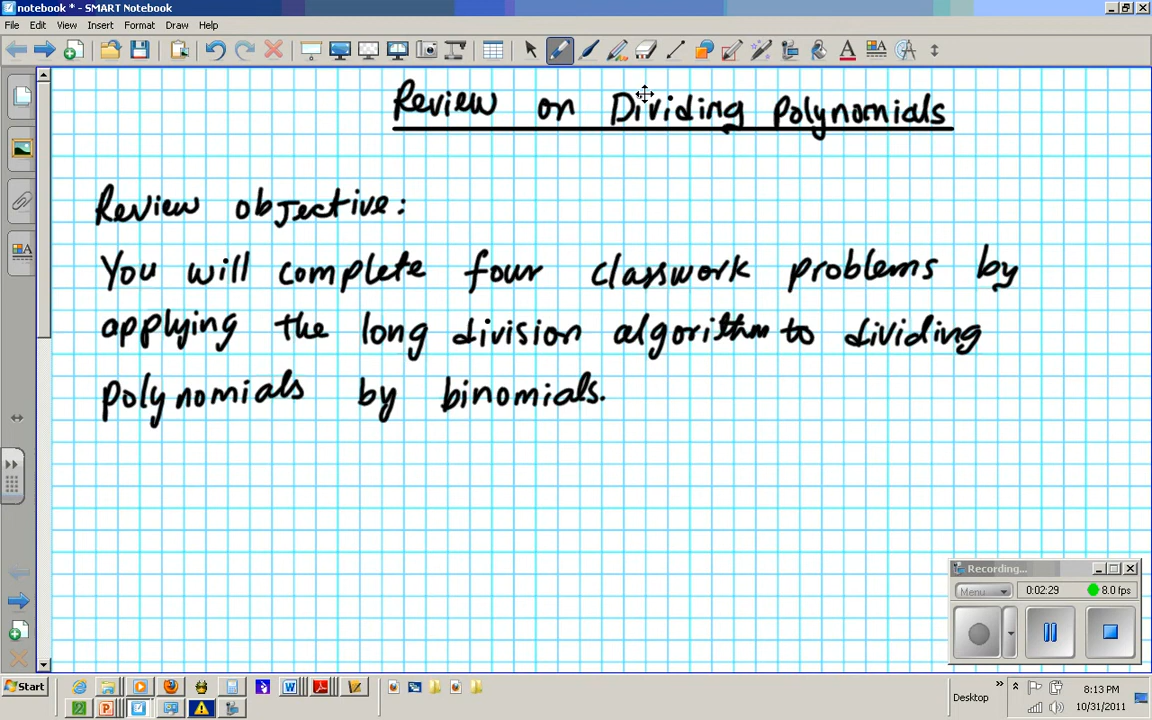 notebook * - SMART Notebook
File Edit View Insert Format Draw Help
Review on Dividing Polynomials
Review objective:
You will complete four classwork problems by
applying the long division algorithm to dividing
polynomials by binomials.
Recording...
Menu 0:02:29 8.0 fps
Start
Desktop
8:13 PM
10/31/2011